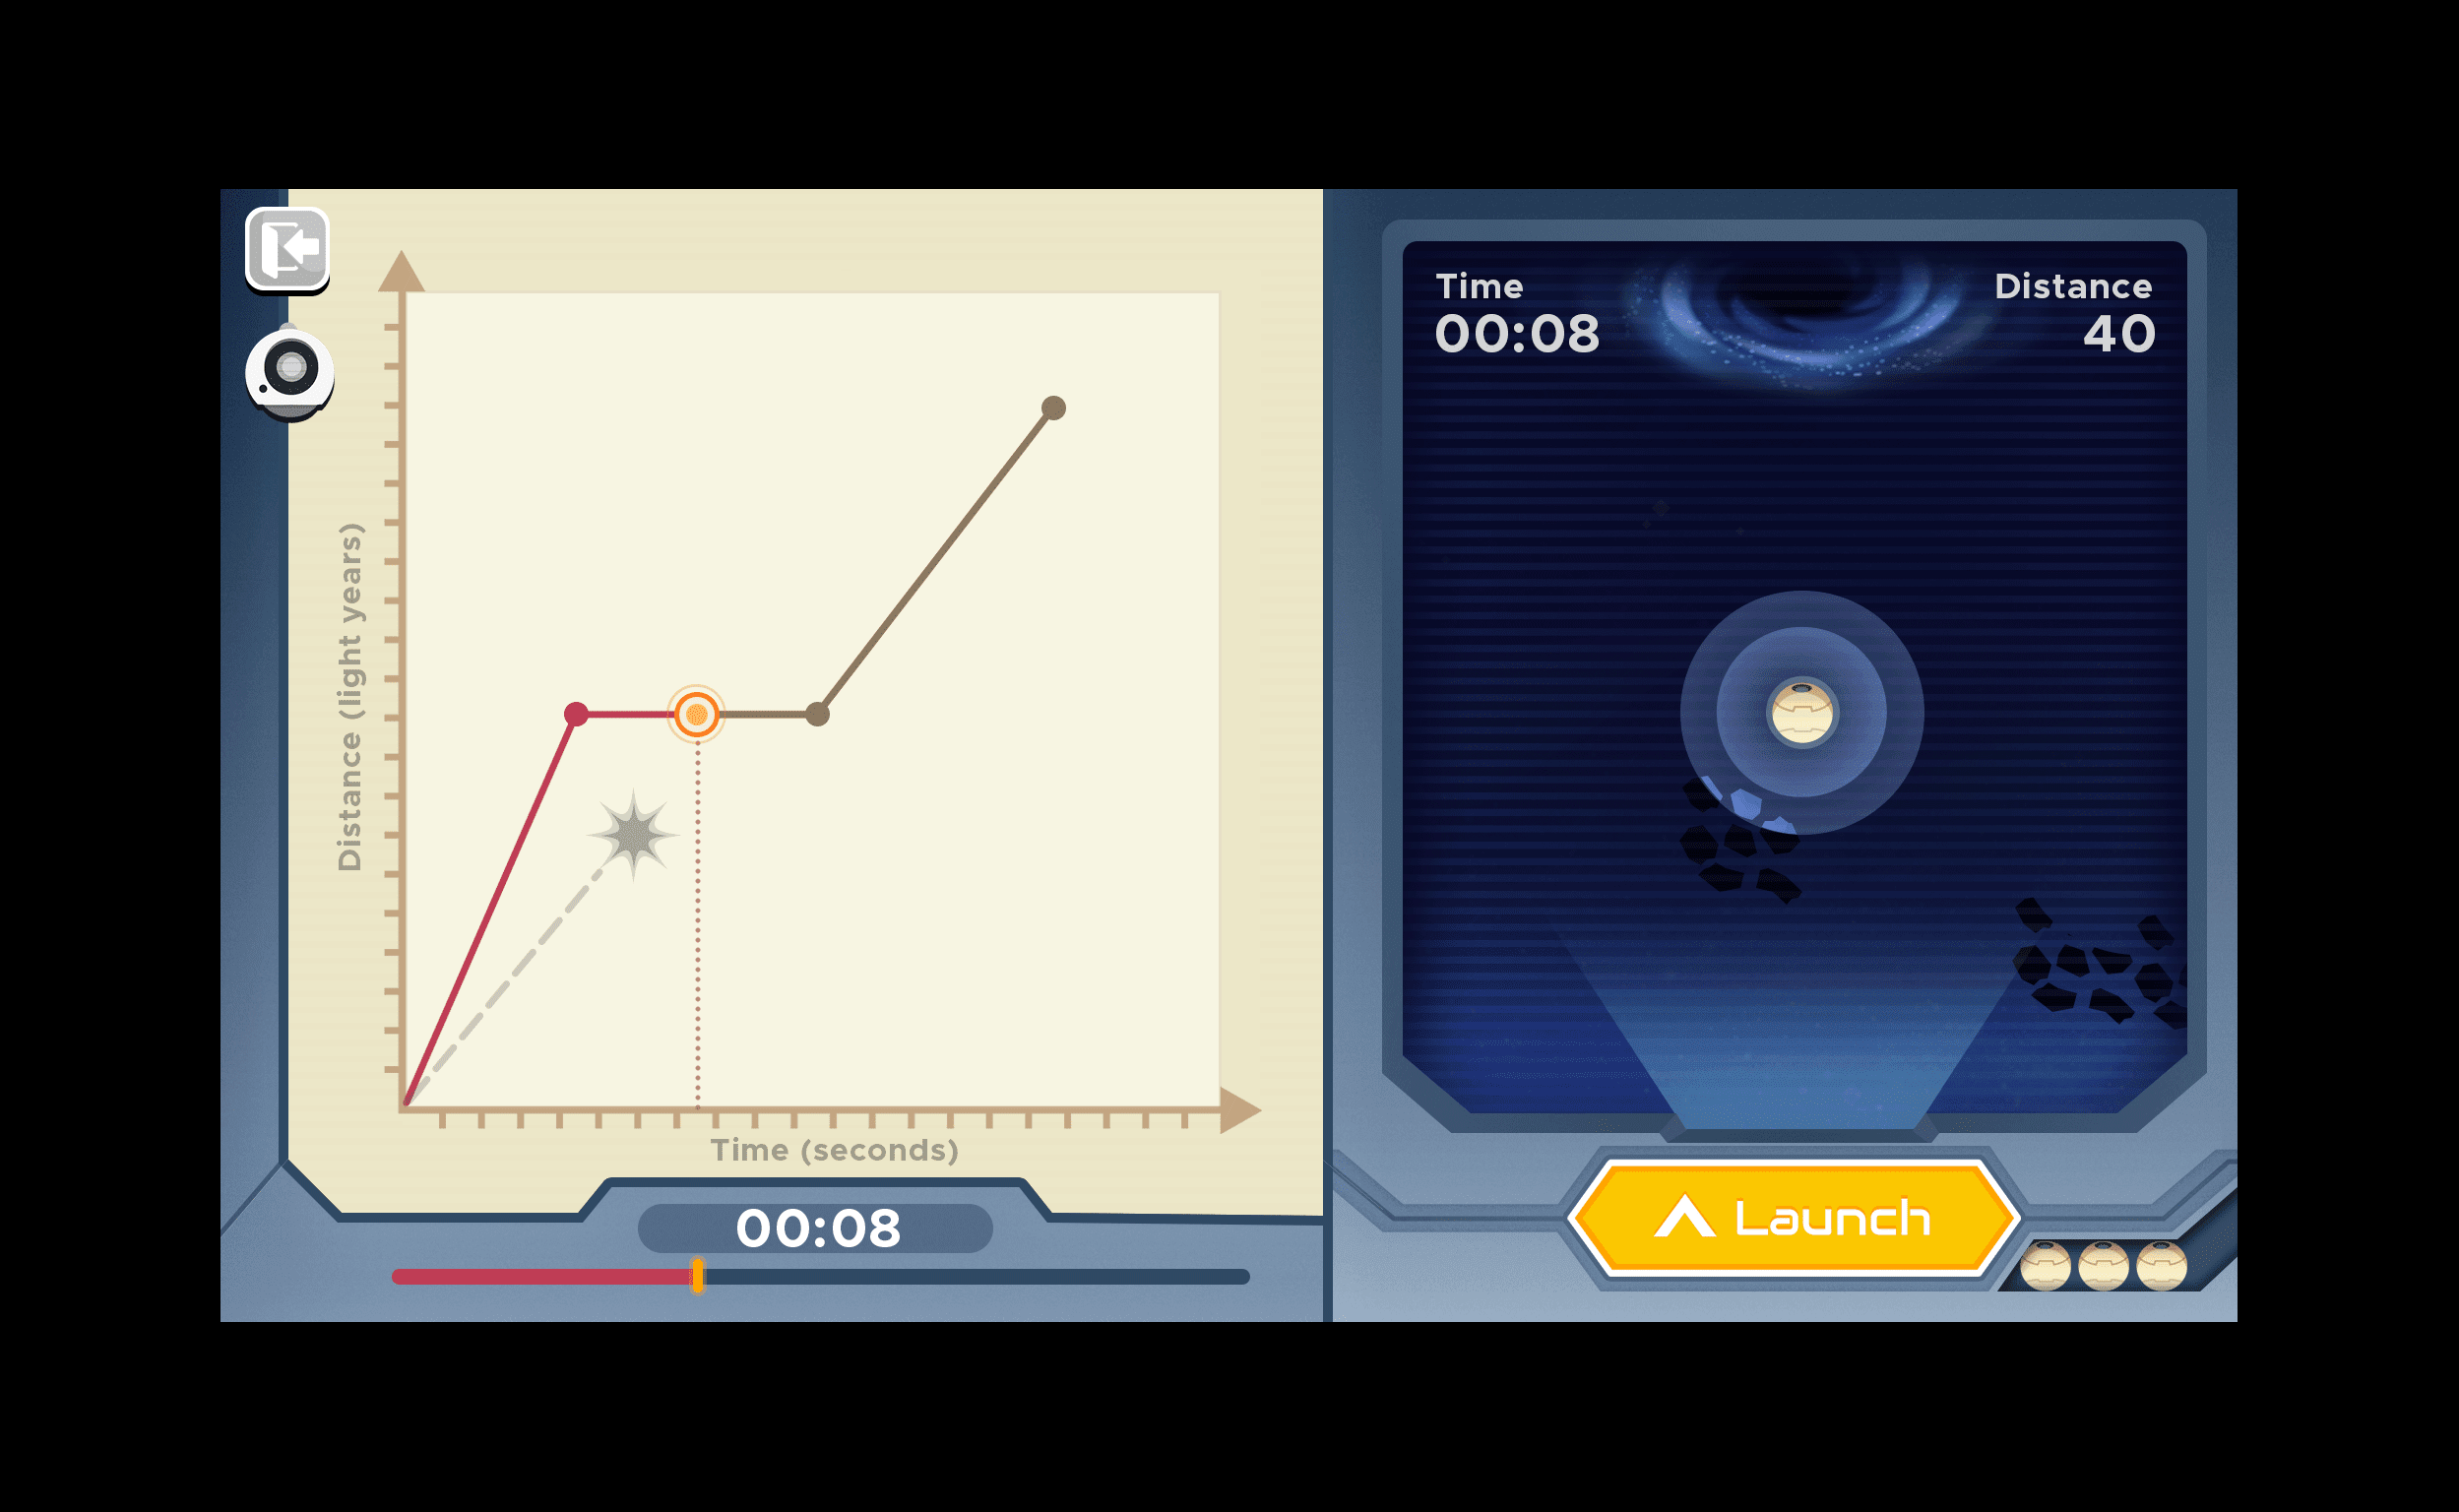 Distance (light years)
Time (seconds)
00:08
Time
00:08
Distance
40
Launch